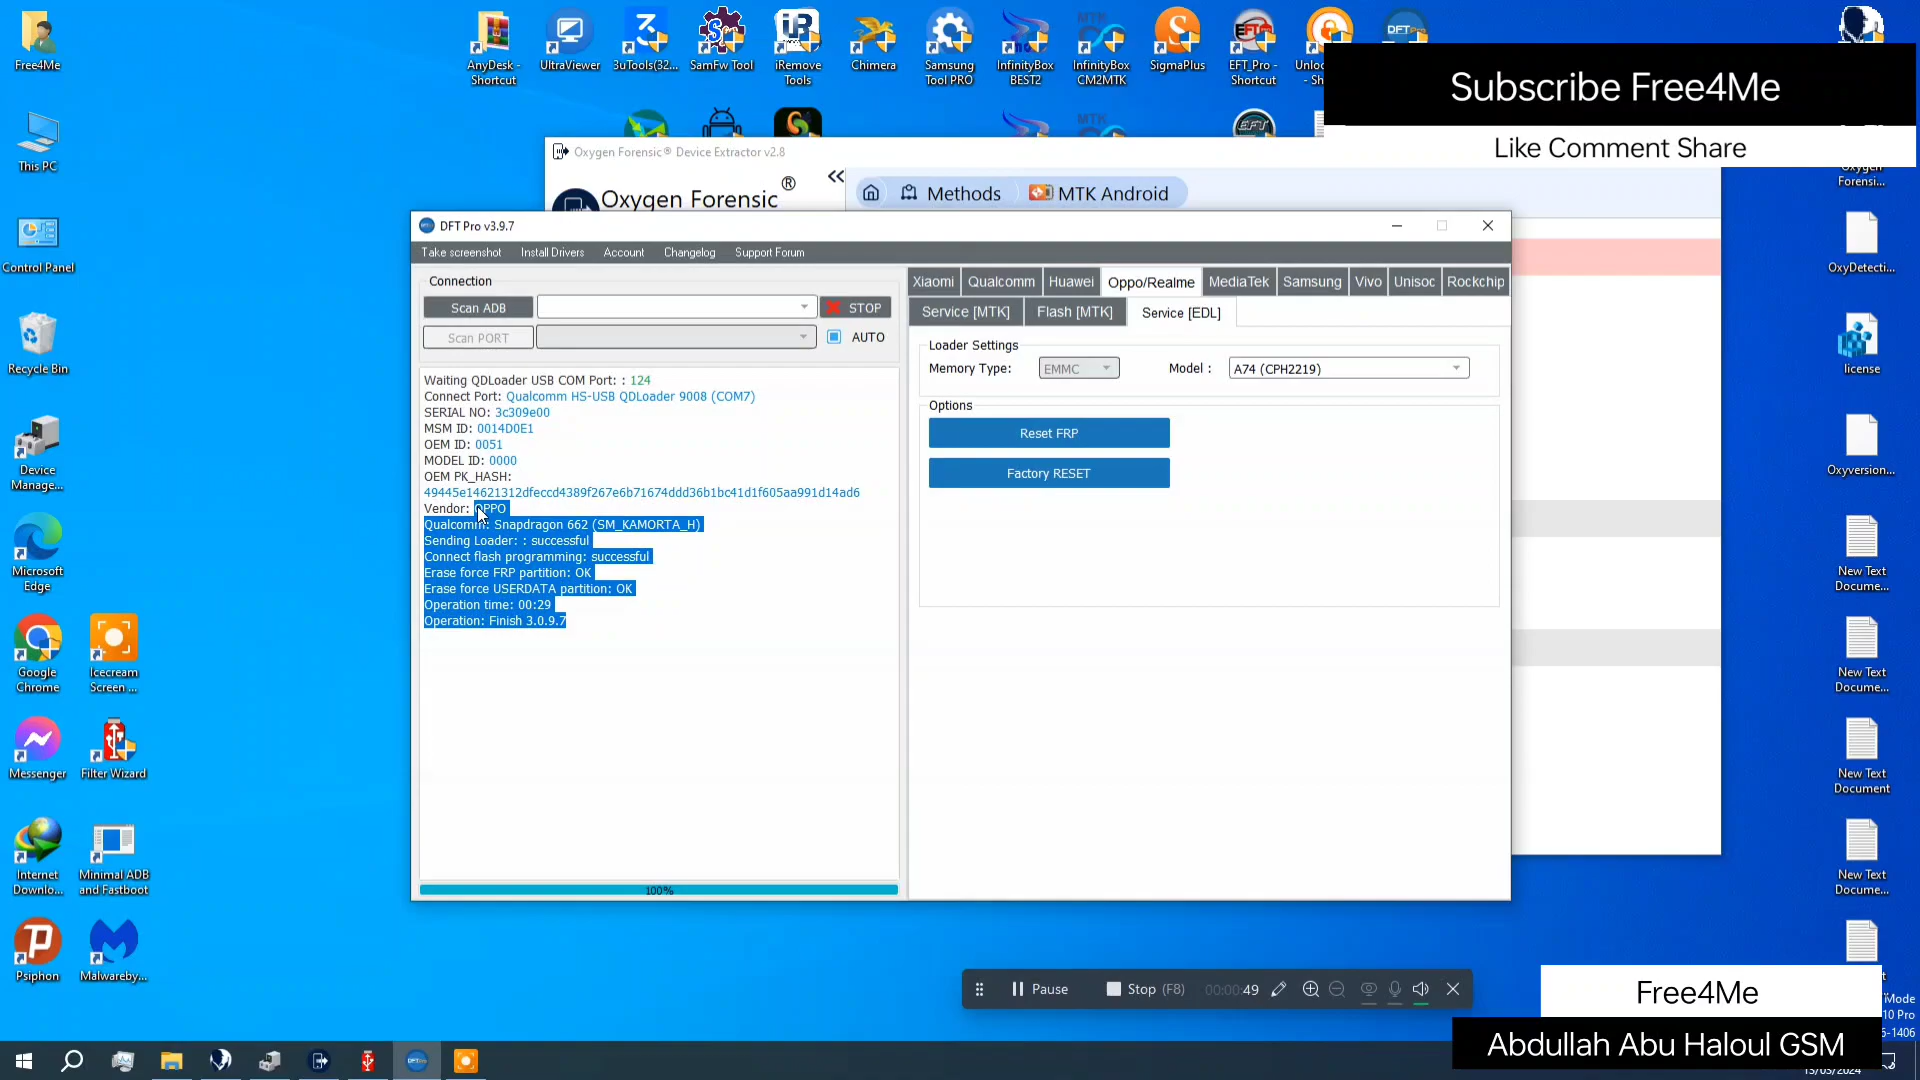 Free4Me
This PC
Control Panel
Recycle Bin
Device
Manage...
Microsoft
Edge
Google
Chrome
Icecream
Screen ...
Messenger
Filter Wizard
Internet
Downlo...
Minimal ADB
and Fastboot
Psiphon
Malwareby...
AnyDesk -
Shortcut
UltraViewer
3uTools(32...
SamFw Tool
iRemove
Tools
Chimera
Samsung
Tool PRO
InfinityBox
BEST2
InfinityBox
CM2MTK
SigmaPlus
EFT_Pro -
Shortcut
Subscribe Free4Me
Like Comment Share
Oxygen Forensic® Device Extractor v2.8
Oxygen Forensic ®
Methods
MTK Android
DFT Pro v3.9.7
Take screenshot Install Drivers Account Changelog Support Forum
Connection
Scan ADB
STOP
Scan PORT
AUTO
Waiting QDLoader USB COM Port: : 124
Connect Port: Qualcomm HS-USB QDLoader 9008 (COM7)
SERIAL NO: 3c309e00
MSM ID: 0014D0E1
OEM ID: 0051
MODEL ID: 0000
OEM PK_HASH:
49445e14621312dfeccd4389f267e6b71674ddd36b1bc41d1f605aa991d14ad6
Vendor: OPPO
Qualcomm: Snapdragon 662 (SM_KAMORTA_H)
Sending Loader: : successful
Connect flash programming: successful
Erase force FRP partition: OK
Erase force USERDATA partition: OK
Operation time: 00:29
Operation: Finish 3.0.9.7
100%
Xiaomi Qualcomm Huawei Oppo/Realme MediaTek Samsung Vivo Unisoc Rockchip
Service [MTK] Flash [MTK] Service [EDL]
Loader Settings
Memory Type: EMMC Model : A74 (CPH2219)
Options
Reset FRP
Factory RESET
Oxygen
Forensi...
OxyDetecti...
license
Oxyversion...
New Text
Docume...
New Text
Docume...
New Text
Document
New Text
Docume...
Pause Stop (F8) 00:00:49
Free4Me
Abdullah Abu Haloul GSM
13/03/2024